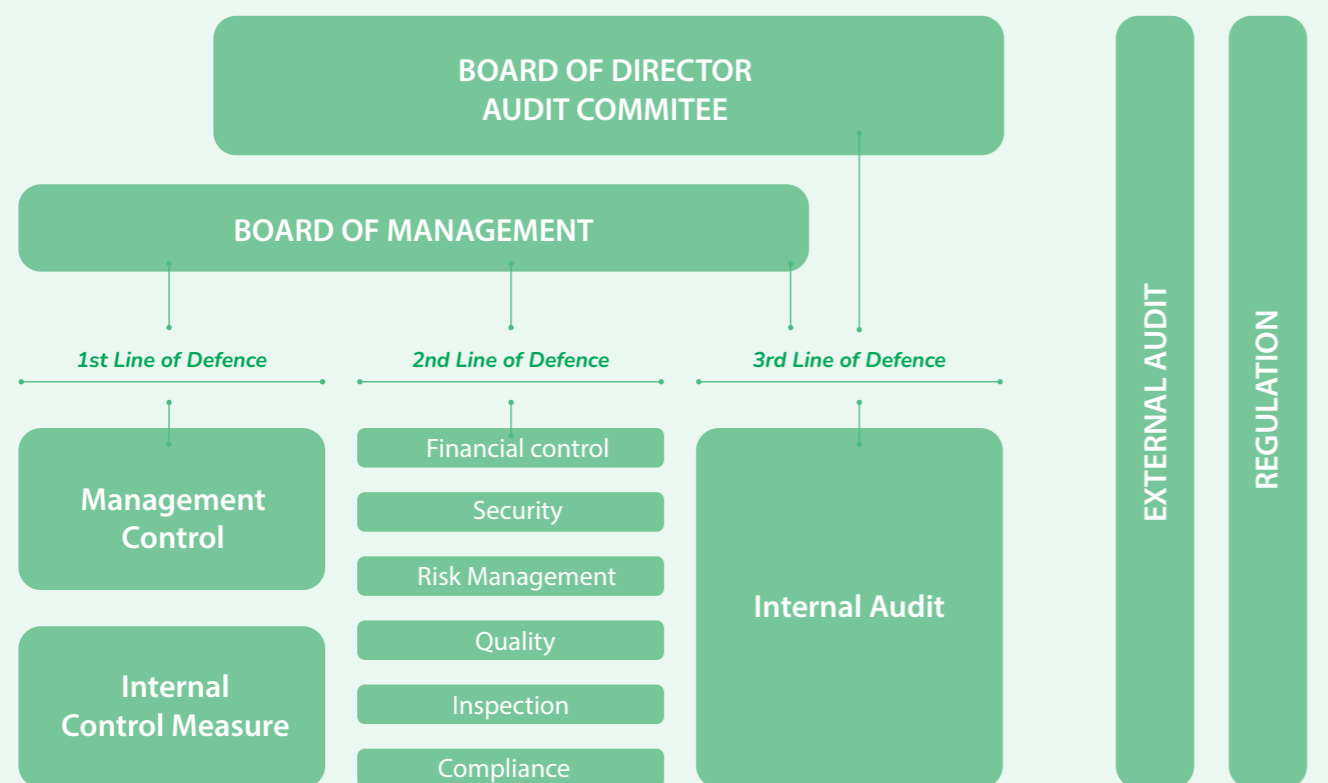 BOARD OF DIRECTOR
AUDIT COMMITEE
BOARD OF MANAGEMENT
1st Line of Defence
2nd Line of Defence
3rd Line of Defence
Management
Control
Internal
Control Measure
Financial control
Security
Risk Management
Quality
Inspection
Compliance
Internal Audit
EXTERNAL AUDIT
REGULATION